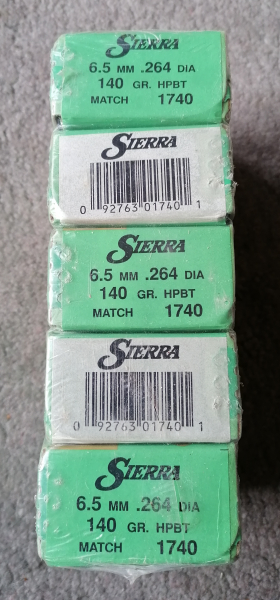 SIERRA
6.5 MM .264 DIA
140 GR. HPBT
MATCH 1740
SIERRA
0 92763 01740 1
SIERRA
6.5 MM .264 DIA
140 GR. HPBT
MATCH 1740
SIERRA
0 92763 01740 1
SIERRA
6.5 MM .264 DIA
140 GR. HPBT
MATCH 1740